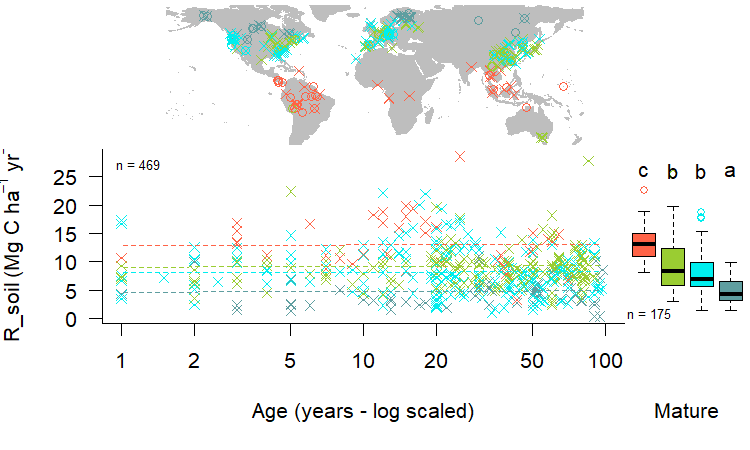 n = 469
R_soil (Mg C ha⁻¹ yr⁻
25
20
15
10
5
0
1 2 5 10 20 50 100
Age (years - log scaled)
c b b a
n = 175
Mature